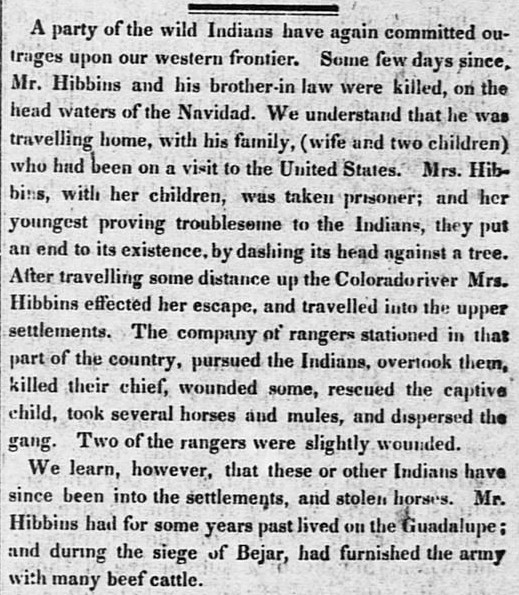 A party of the wild Indians have again committed ou-
trages upon our western frontier. Some few days since,
Mr. Hibbins and his brother-in law were killed, on the
head waters of the Navidad. We understand that he was
travelling home, with his family, (wife and two children)
who had been on a visit to the United States. Mrs. Hib-
bins, with her children, was taken prisoner; and her
youngest proving troublesome to the Indians, they put
an end to its existence, by dashing its head against a tree.
After travelling some distance up the Colorado river Mrs.
Hibbins effected her escape, and travelled into the upper
settlements. The company of rangers stationed in that
part of the country, pursued the Indians, overtook them,
killed their chief, wounded some, rescued the captive
child, took several horses and mules, and dispersed the
gang. Two of the rangers were slightly wounded.
We learn, however, that these or other Indians have
since been into the settlements, and stolen horses. Mr.
Hibbins had for some years past lived on the Guadalupe;
and during the siege of Bejar, had furnished the army
with many beef cattle.